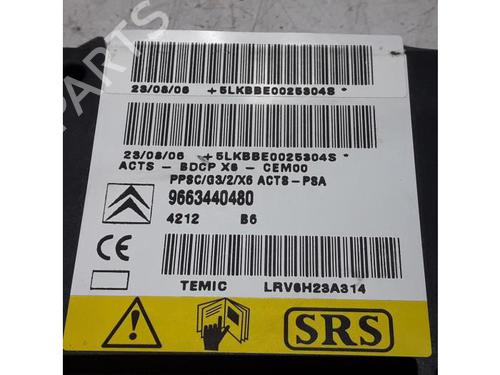 23/08/06 +5LKBBE0025304S*
23/08/06 +5LKBBE0025304S*
ACTS - BDCP X6 - CEM00
PPSC/G3/2/X6 ACTS-PSA
9663440480
4212 B6
CE
TEMIC LRV6H23A314
SRS
PARTS